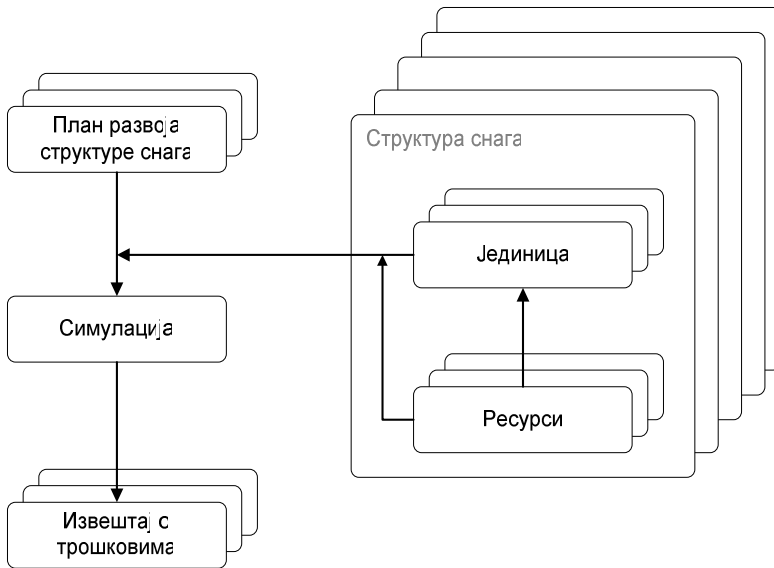 План развоја
структуре снага
Структура снага
Јединица
Симулација
Ресурси
Извештај о
трошковима